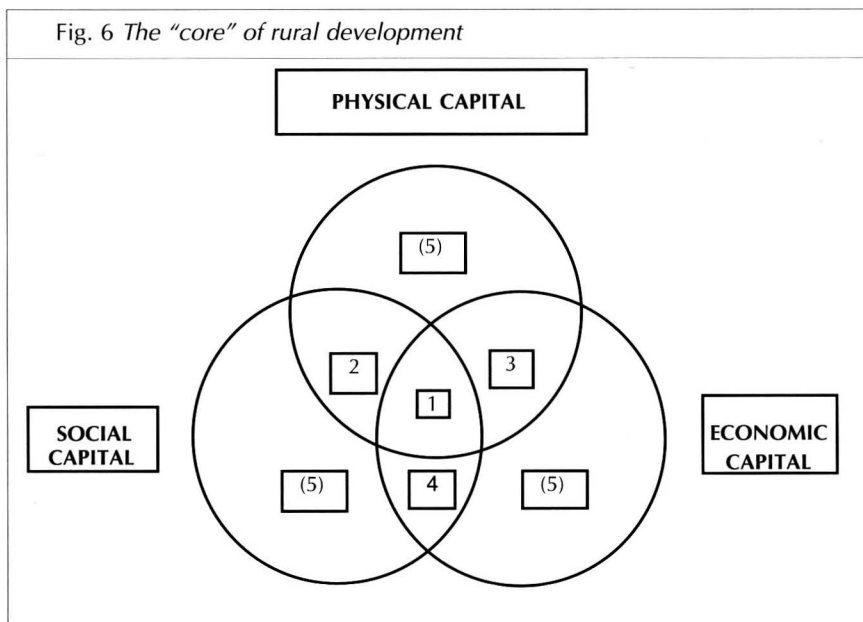 Fig. 6 The “core” of rural development
PHYSICAL CAPITAL
(5)
2
3
1
SOCIAL
CAPITAL
ECONOMIC
CAPITAL
(5)
4
(5)